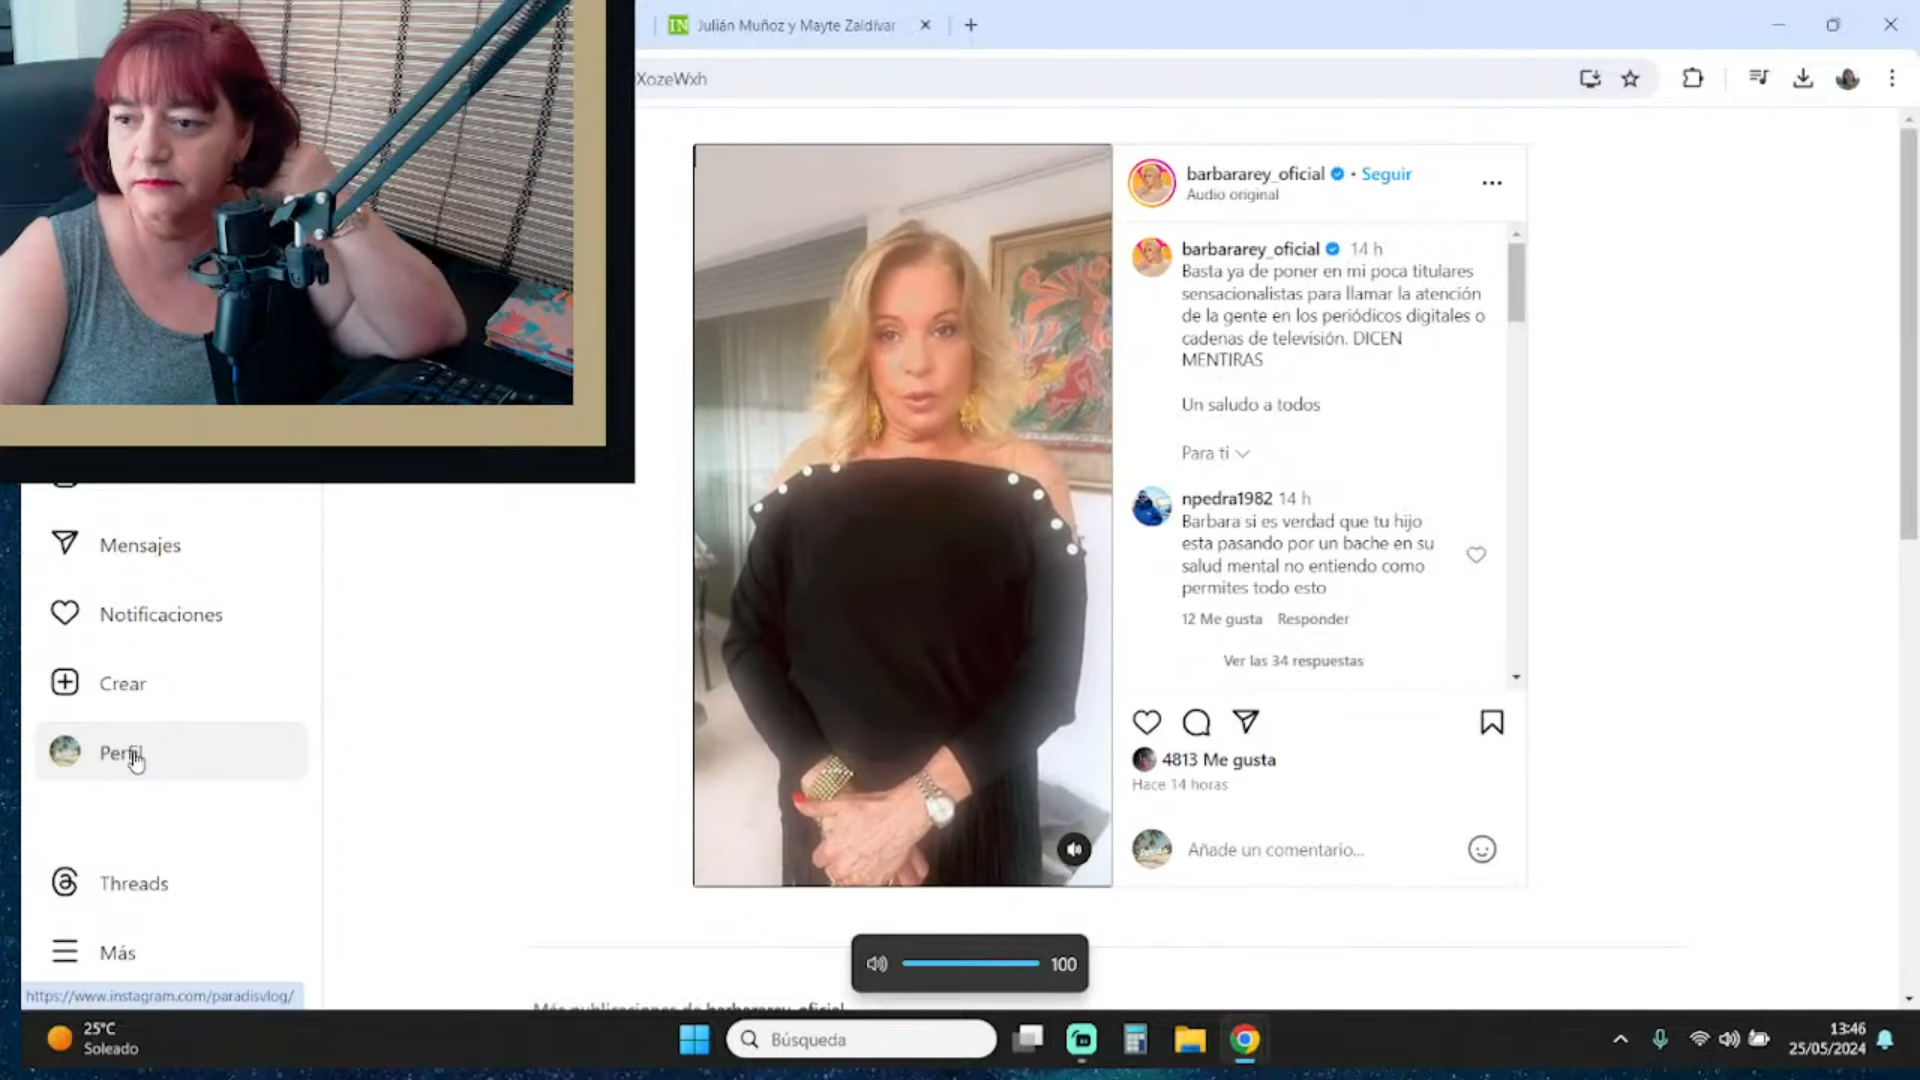 IN Julián Muñoz y Mayte Zaldívar
XozeWxh
barbararey_oficial • Seguir
Audio original
barbararey_oficial 14 h
Basta ya de poner en mi poca titulares
sensacionalistas para llamar la atención
de la gente en los periódicos digitales o
cadenas de televisión. DICEN
MENTIRAS
Un saludo a todos
Para ti
npedra1982 14 h
Barbara si es verdad que tu hijo
esta pasando por un bache en su
salud mental no entiendo como
permites todo esto
12 Me gusta Responder
Ver las 34 respuestas
4813 Me gusta
Hace 14 horas
Añade un comentario...
Mensajes
Notificaciones
Crear
Perfil
Threads
Más
https://www.instagram.com/paradisvlog/
100
Más publicaciones de barbararey_oficial
25°C
Soleado
Búsqueda
13:46
25/05/2024